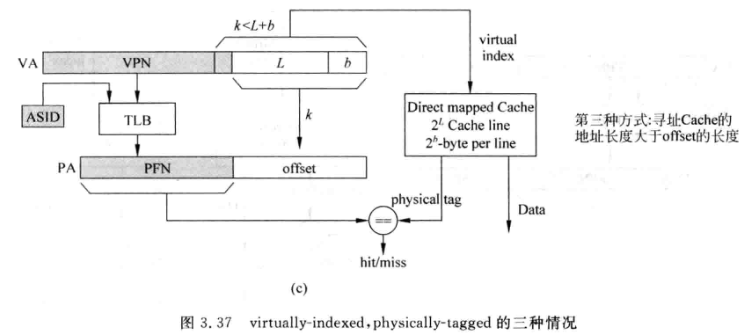 k<L+b
VA
VPN
L
b
virtual
index
ASID
TLB
k
Direct mapped Cache
2^L Cache line
2^b-byte per line
第三种方式:寻址Cache的
地址长度大于offset的长度
PA
PFN
offset
physical tag
==
Data
hit/miss
(c)
图 3.37 virtually-indexed,physically-tagged 的三种情况